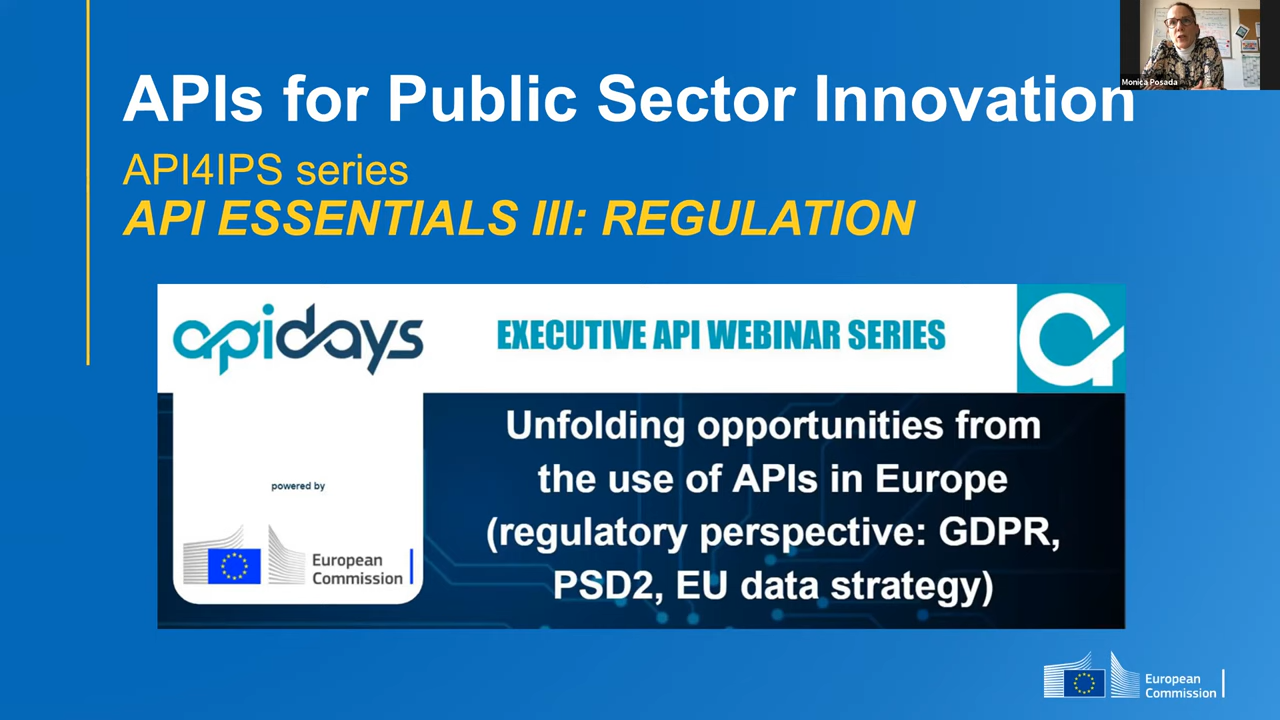 APIs for Public Sector Innovation
Monica Posada
API4IPS series
API ESSENTIALS III: REGULATION
apidays
EXECUTIVE API WEBINAR SERIES
Unfolding opportunities from
the use of APIs in Europe
(regulatory perspective: GDPR,
PSD2, EU data strategy)
powered by
European
Commission
European
Commission